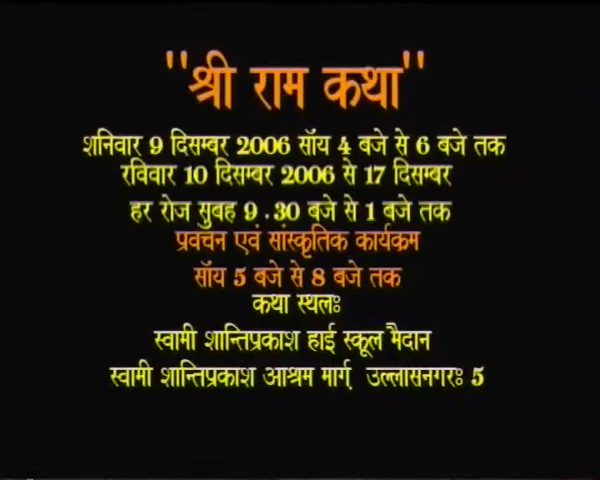 "श्री राम कथा"
शनिवार 9 दिसम्बर 2006 सॉय 4 बजे से 6 बजे तक
रविवार 10 दिसम्बर 2006 से 17 दिसम्बर
हर रोज सुबह 9.30 बजे से 1 बजे तक
प्रवचन एवं सांस्कृतिक कार्यक्रम
सॉय 5 बजे से 8 बजे तक
कथा स्थलः
स्वामी शान्तिप्रकाश हाई स्कूल मैदान
स्वामी शान्तिप्रकाश आश्रम मार्ग, उल्लासनगरः 5